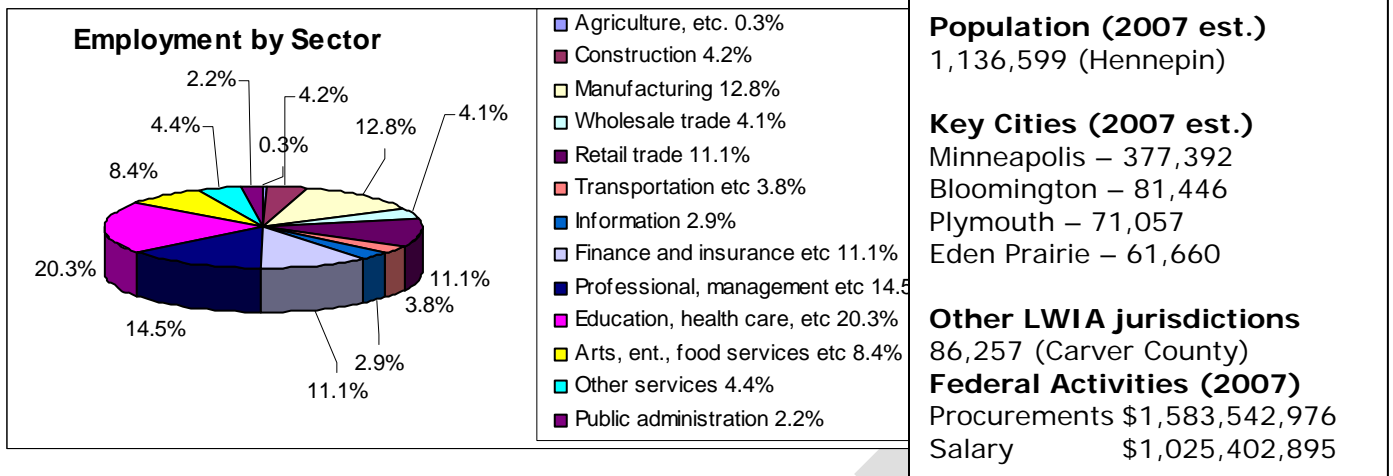 Employment by Sector
2.2%
4.2%
4.1%
4.4%
12.8%
0.3%
8.4%
20.3%
11.1%
3.8%
14.5%
2.9%
11.1%
Agriculture, etc. 0.3%
Construction 4.2%
Manufacturing 12.8%
Wholesale trade 4.1%
Retail trade 11.1%
Transportation etc 3.8%
Information 2.9%
Finance and insurance etc 11.1%
Professional, management etc 14.5
Education, health care, etc 20.3%
Arts, ent., food services etc 8.4%
Other services 4.4%
Public administration 2.2%
Population (2007 est.)
1,136,599 (Hennepin)
Key Cities (2007 est.)
Minneapolis – 377,392
Bloomington – 81,446
Plymouth – 71,057
Eden Prairie – 61,660
Other LWIA jurisdictions
86,257 (Carver County)
Federal Activities (2007)
Procurements $1,583,542,976
Salary $1,025,402,895